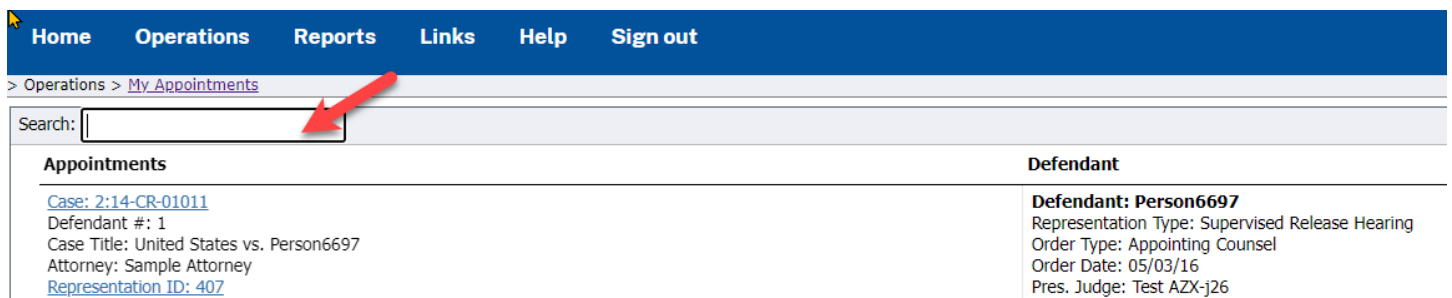 Home Operations Reports Links Help Sign out
> Operations > My Appointments
Search:
Appointments
Defendant
Case: 2:14-CR-01011
Defendant #: 1
Case Title: United States vs. Person6697
Attorney: Sample Attorney
Representation ID: 407
Defendant: Person6697
Representation Type: Supervised Release Hearing
Order Type: Appointing Counsel
Order Date: 05/03/16
Pres. Judge: Test AZX-j26